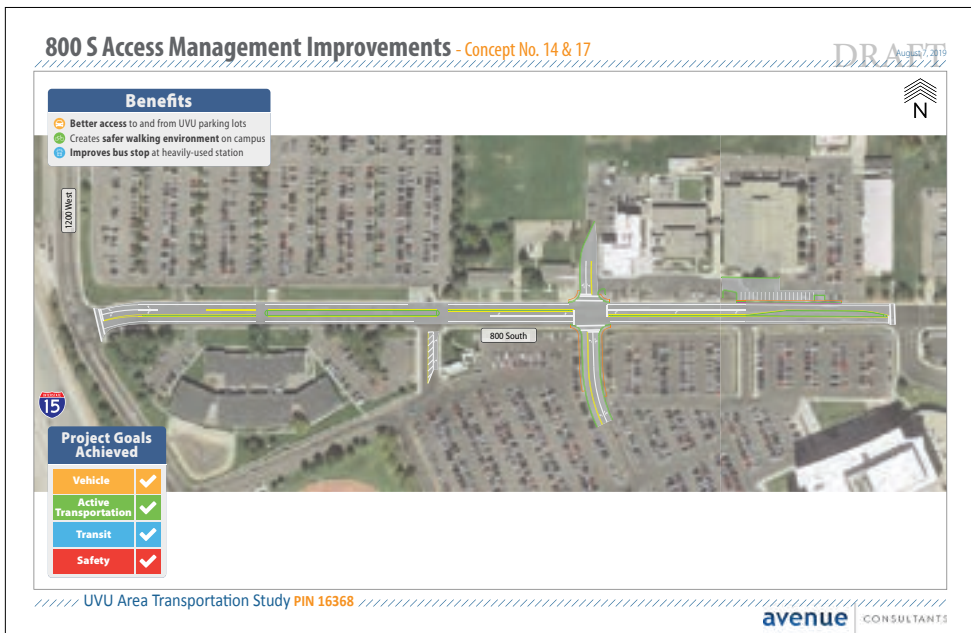 800 S Access Management Improvements - Concept No. 14 & 17
DRAFT
August 7, 2019
Benefits
Better access to and from UVU parking lots
Creates safer walking environment on campus
Improves bus stop at heavily-used station
N
1200 West
800 South
15
Project Goals
Achieved
Vehicle
Active
Transportation
Transit
Safety
UVU Area Transportation Study PIN 16368
avenue CONSULTANTS